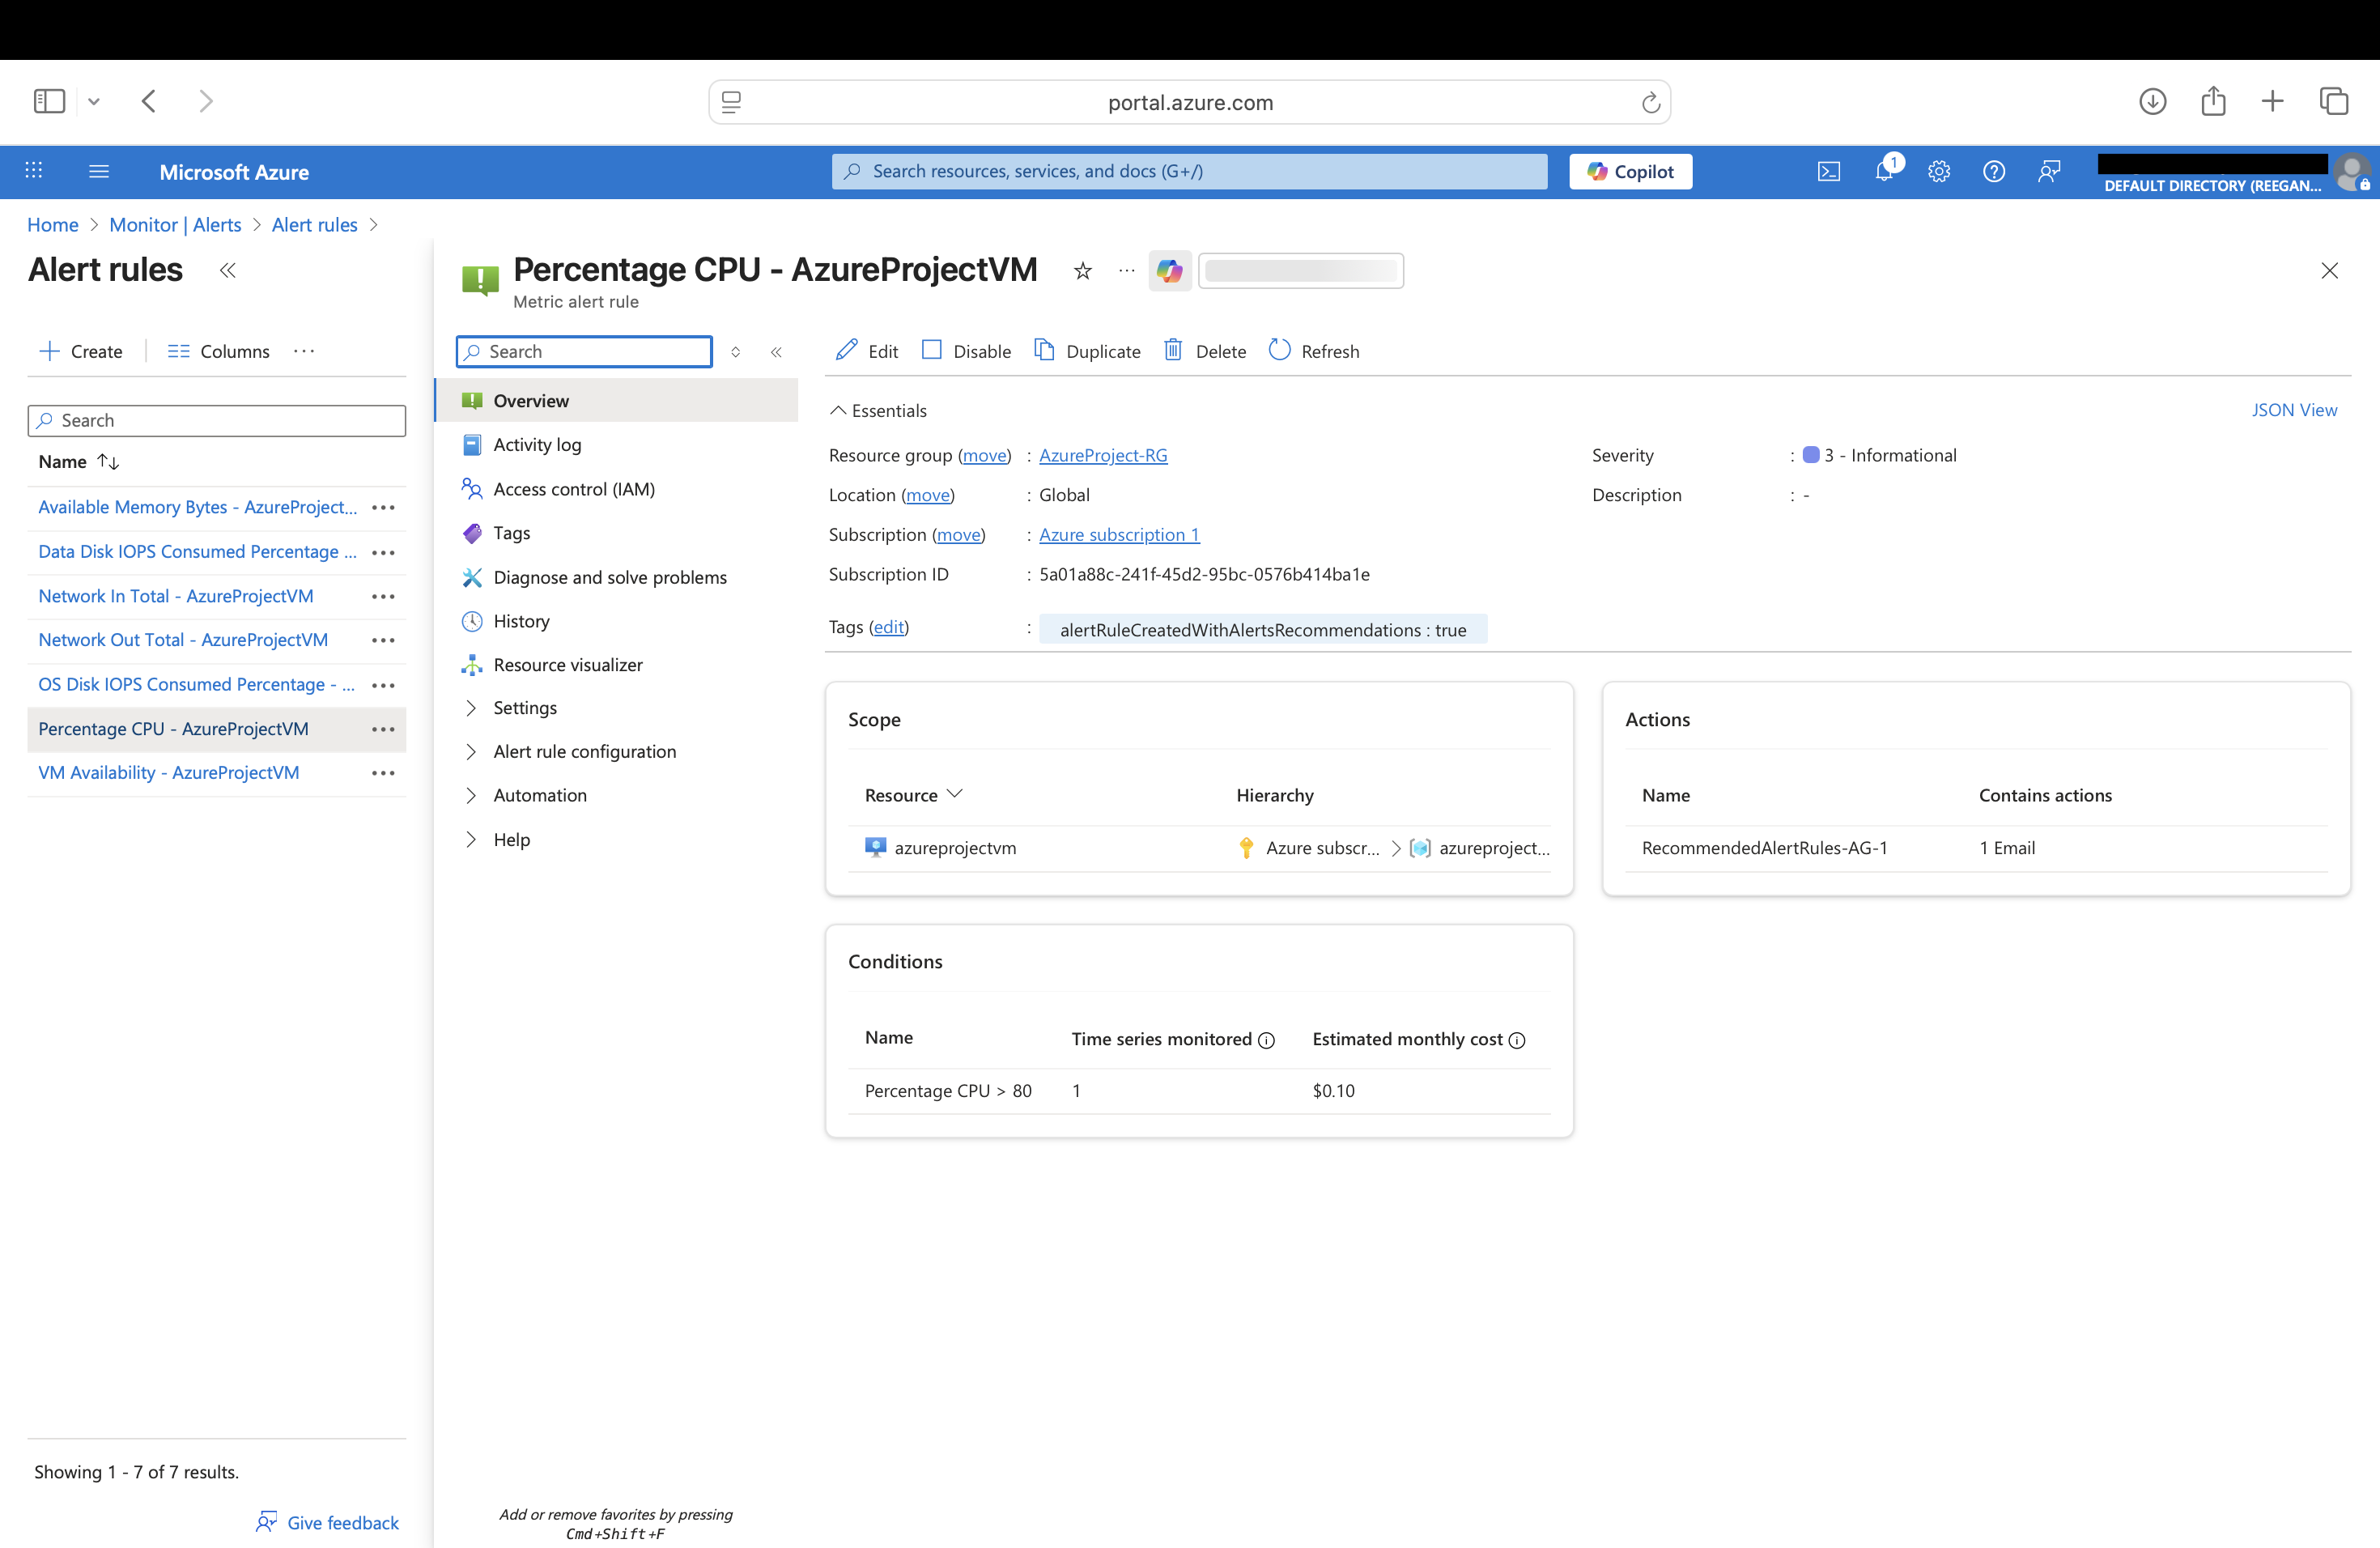 portal.azure.com
Microsoft Azure
Search resources, services, and docs (G+/)
Copilot
1
DEFAULT DIRECTORY (REEGAN...
Home > Monitor | Alerts > Alert rules >
Alert rules
Percentage CPU - AzureProjectVM
Metric alert rule
Create
Columns
Search
Name
Available Memory Bytes - AzureProject...
Data Disk IOPS Consumed Percentage ...
Network In Total - AzureProjectVM
Network Out Total - AzureProjectVM
OS Disk IOPS Consumed Percentage - ...
Percentage CPU - AzureProjectVM
VM Availability - AzureProjectVM
Showing 1 - 7 of 7 results.
Give feedback
Search
Overview
Activity log
Access control (IAM)
Tags
Diagnose and solve problems
History
Resource visualizer
Settings
Alert rule configuration
Automation
Help
Add or remove favorites by pressing
Cmd+Shift+F
Edit
Disable
Duplicate
Delete
Refresh
Essentials
JSON View
Resource group (move) : AzureProject-RG
Location (move) : Global
Subscription (move) : Azure subscription 1
Subscription ID : 5a01a88c-241f-45d2-95bc-0576b414ba1e
Tags (edit) : alertRuleCreatedWithAlertsRecommendations : true
Severity : 3 - Informational
Description : -
Scope
Resource Hierarchy
azureprojectvm Azure subscr... > azureproject...
Actions
Name Contains actions
RecommendedAlertRules-AG-1 1 Email
Conditions
Name Time series monitored Estimated monthly cost
Percentage CPU > 80 1 $0.10